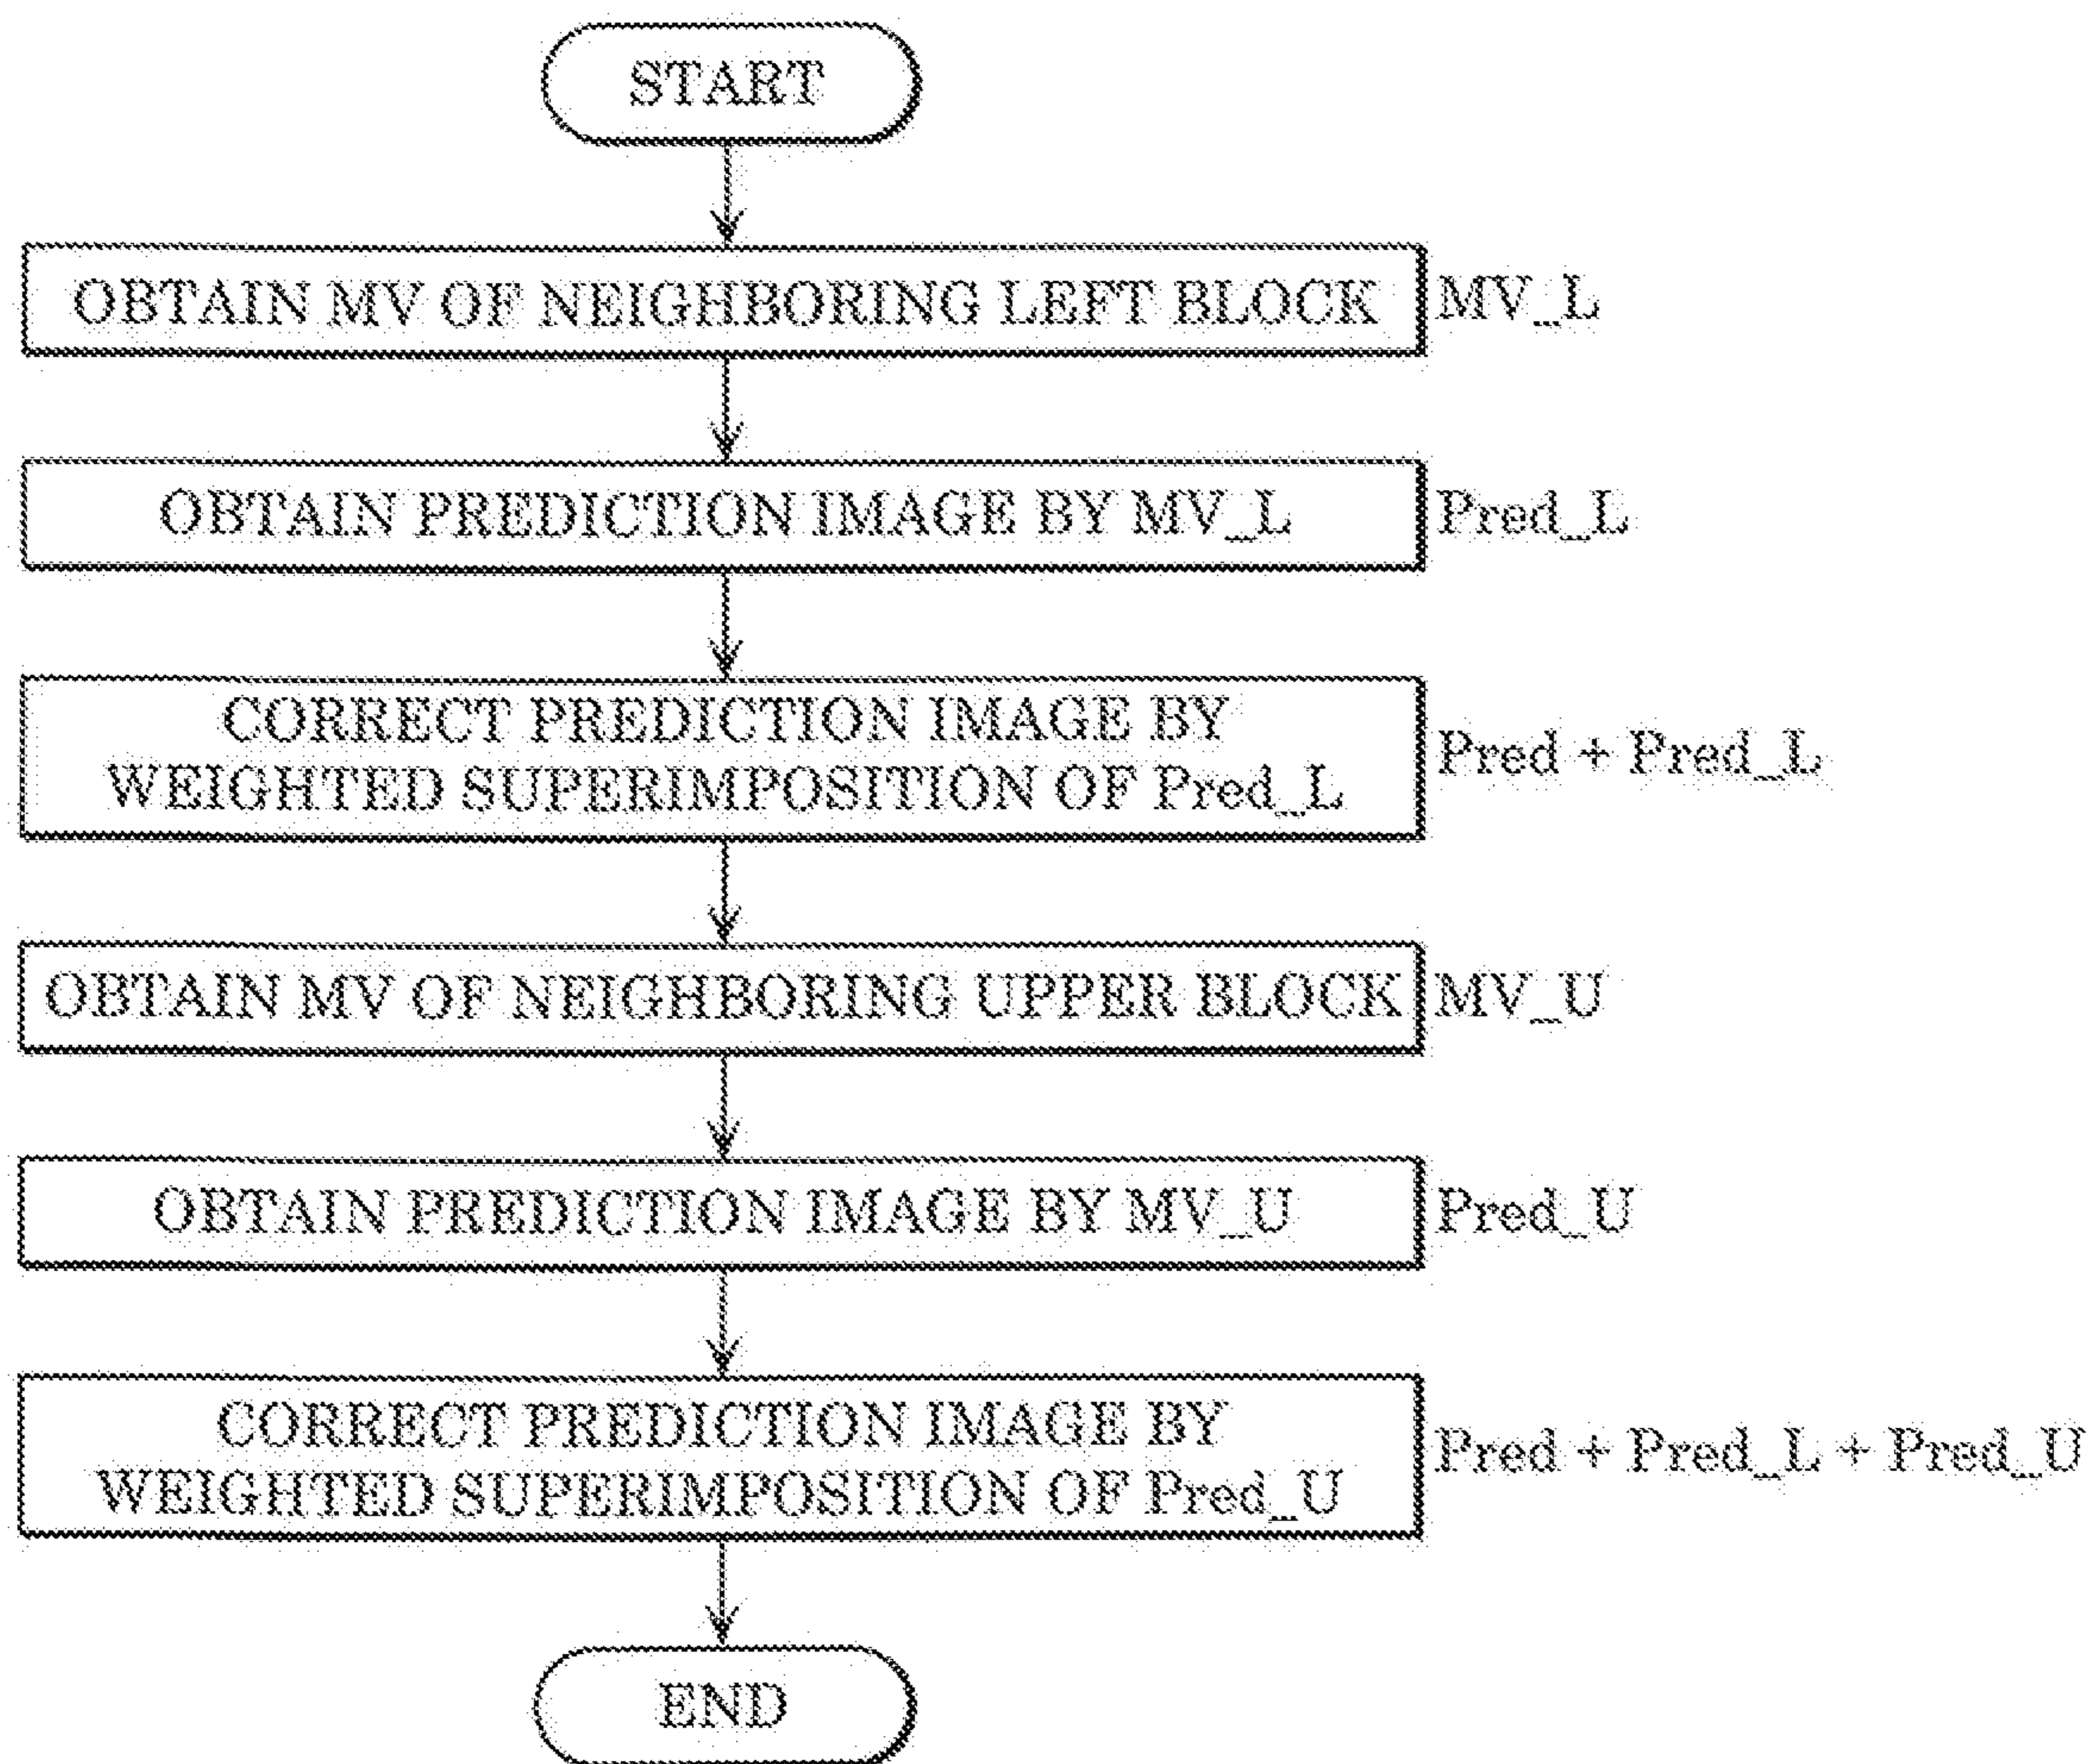 START
OBTAIN MV OF NEIGHBORING LEFT BLOCK
MV_L
OBTAIN PREDICTION IMAGE BY MV_L
Pred_L
CORRECT PREDICTION IMAGE BY
WEIGHTED SUPERIMPOSITION OF Pred_L
Pred + Pred_L
OBTAIN MV OF NEIGHBORING UPPER BLOCK
MV_U
OBTAIN PREDICTION IMAGE BY MV_U
Pred_U
CORRECT PREDICTION IMAGE BY
WEIGHTED SUPERIMPOSITION OF Pred_U
Pred + Pred_L + Pred_U
END